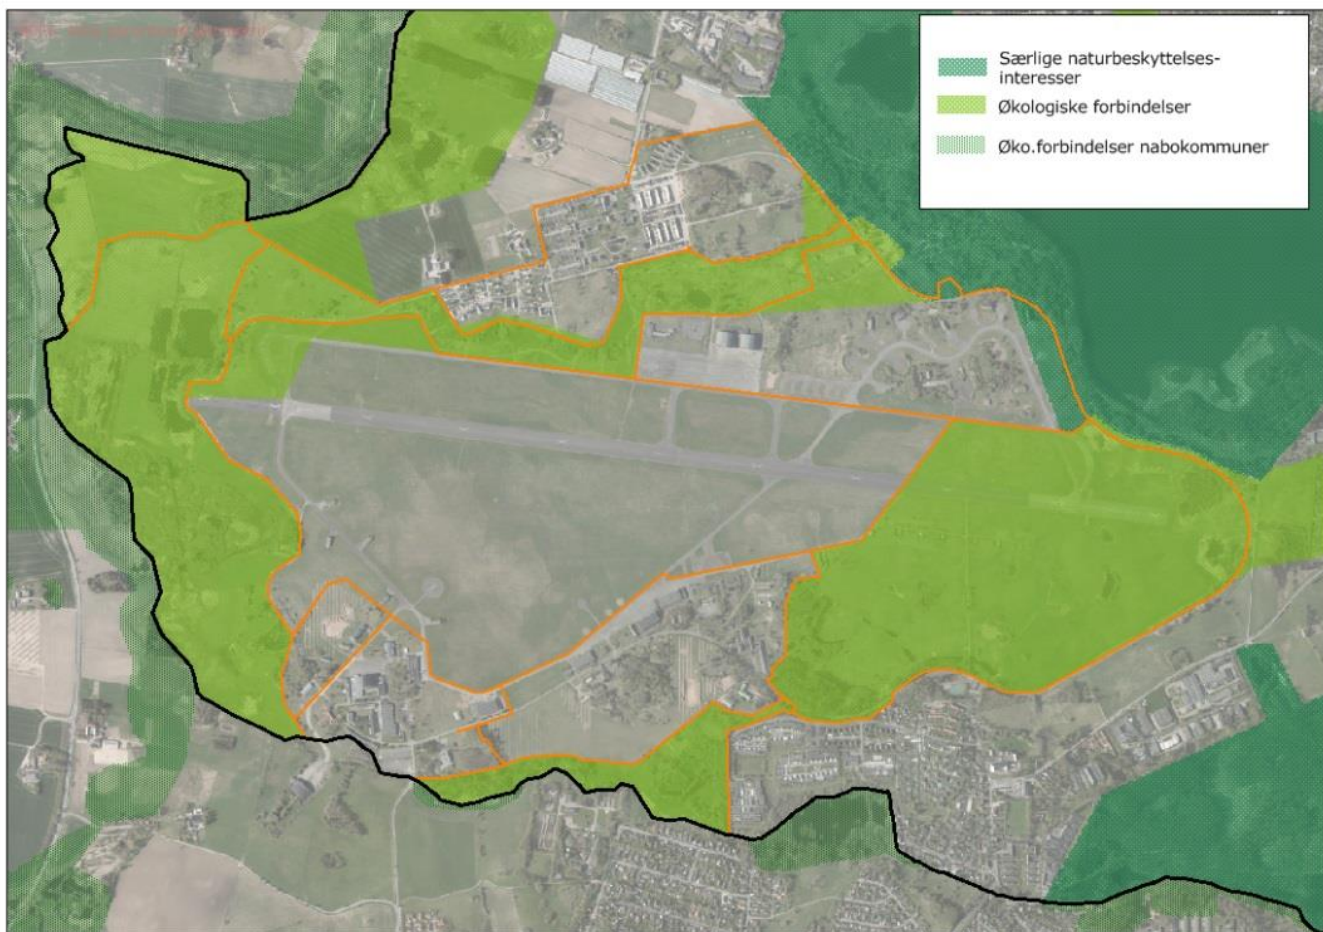 Særlige naturbeskyttelses-
interesser
Økologiske forbindelser
Øko.forbindelser nabokommuner